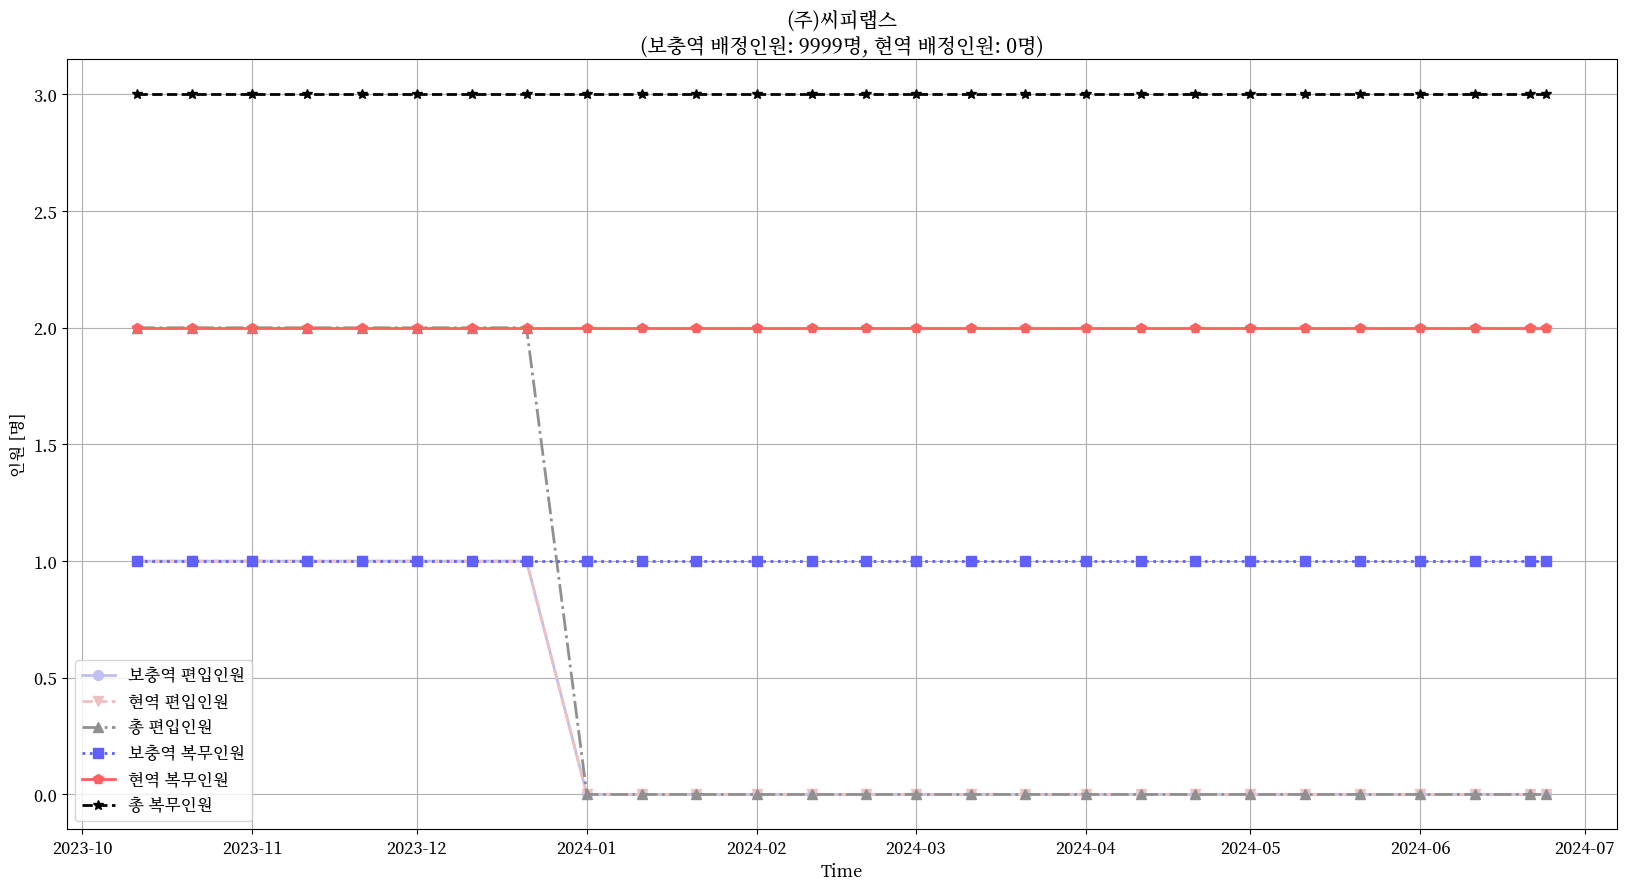 (주)씨피랩스
(보충역 배정인원: 9999명, 현역 배정인원: 0명)
3.0
2.5
2.0
1.5
1.0
0.5
0.0
인원 [명]
보충역 편입인원
현역 편입인원
총 편입인원
보충역 복무인원
현역 복무인원
총 복무인원
2023-10
2023-11
2023-12
2024-01
2024-02
2024-03
2024-04
2024-05
2024-06
2024-07
Time